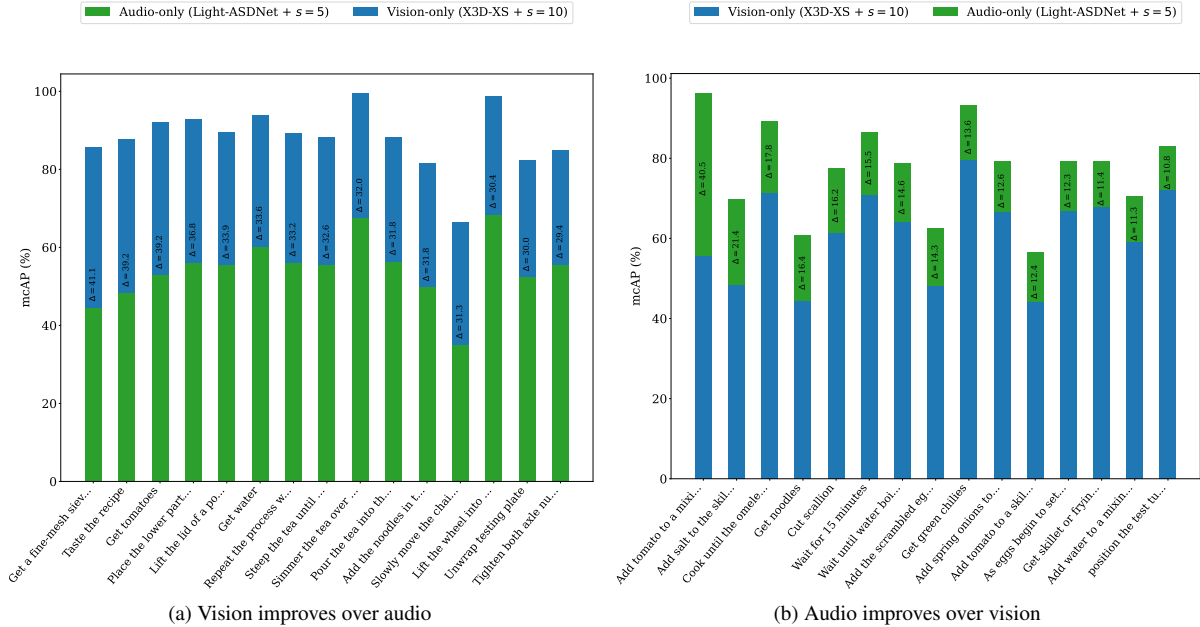 Audio-only (Light-ASDNet + s = 5) Vision-only (X3D-XS + s = 10)
mcAP (%)
100
80
60
40
20
0
Δ = 41.1
Δ = 39.2
Δ = 39.2
Δ = 36.8
Δ = 33.9
Δ = 33.6
Δ = 33.2
Δ = 32.6
Δ = 32.0
Δ = 31.8
Δ = 31.8
Δ = 31.3
Δ = 30.4
Δ = 30.0
Δ = 29.4
Get a fine-mesh siev...
Taste the recipe
Get tomatoes
Place the lower part...
Lift the lid of a po...
Get water
Repeat the process w...
Steep the tea until ...
Simmer the tea over ...
Pour the tea into th...
Add the noodles in t...
Slowly move the chai...
Lift the wheel into ...
Unwrap testing plate
Tighten both axle nu...
(a) Vision improves over audio
Vision-only (X3D-XS + s = 10) Audio-only (Light-ASDNet + s = 5)
mcAP (%)
100
80
60
40
20
0
Δ = 40.5
Δ = 21.4
Δ = 17.8
Δ = 16.4
Δ = 16.2
Δ = 15.5
Δ = 14.6
Δ = 14.3
Δ = 13.6
Δ = 12.6
Δ = 12.4
Δ = 12.3
Δ = 11.4
Δ = 11.3
Δ = 10.8
Add tomato to a mixi...
Add salt to the skil...
Cook until the omele...
Get noodles
Cut scallion
Wait for 15 minutes
Wait until water boi...
Add the scrambled eg...
Get green chilies
Add spring onions to...
Add tomato to a skil...
As eggs begin to set...
Get skillet or fryin...
Add water to a mixin...
position the test tu...
(b) Audio improves over vision